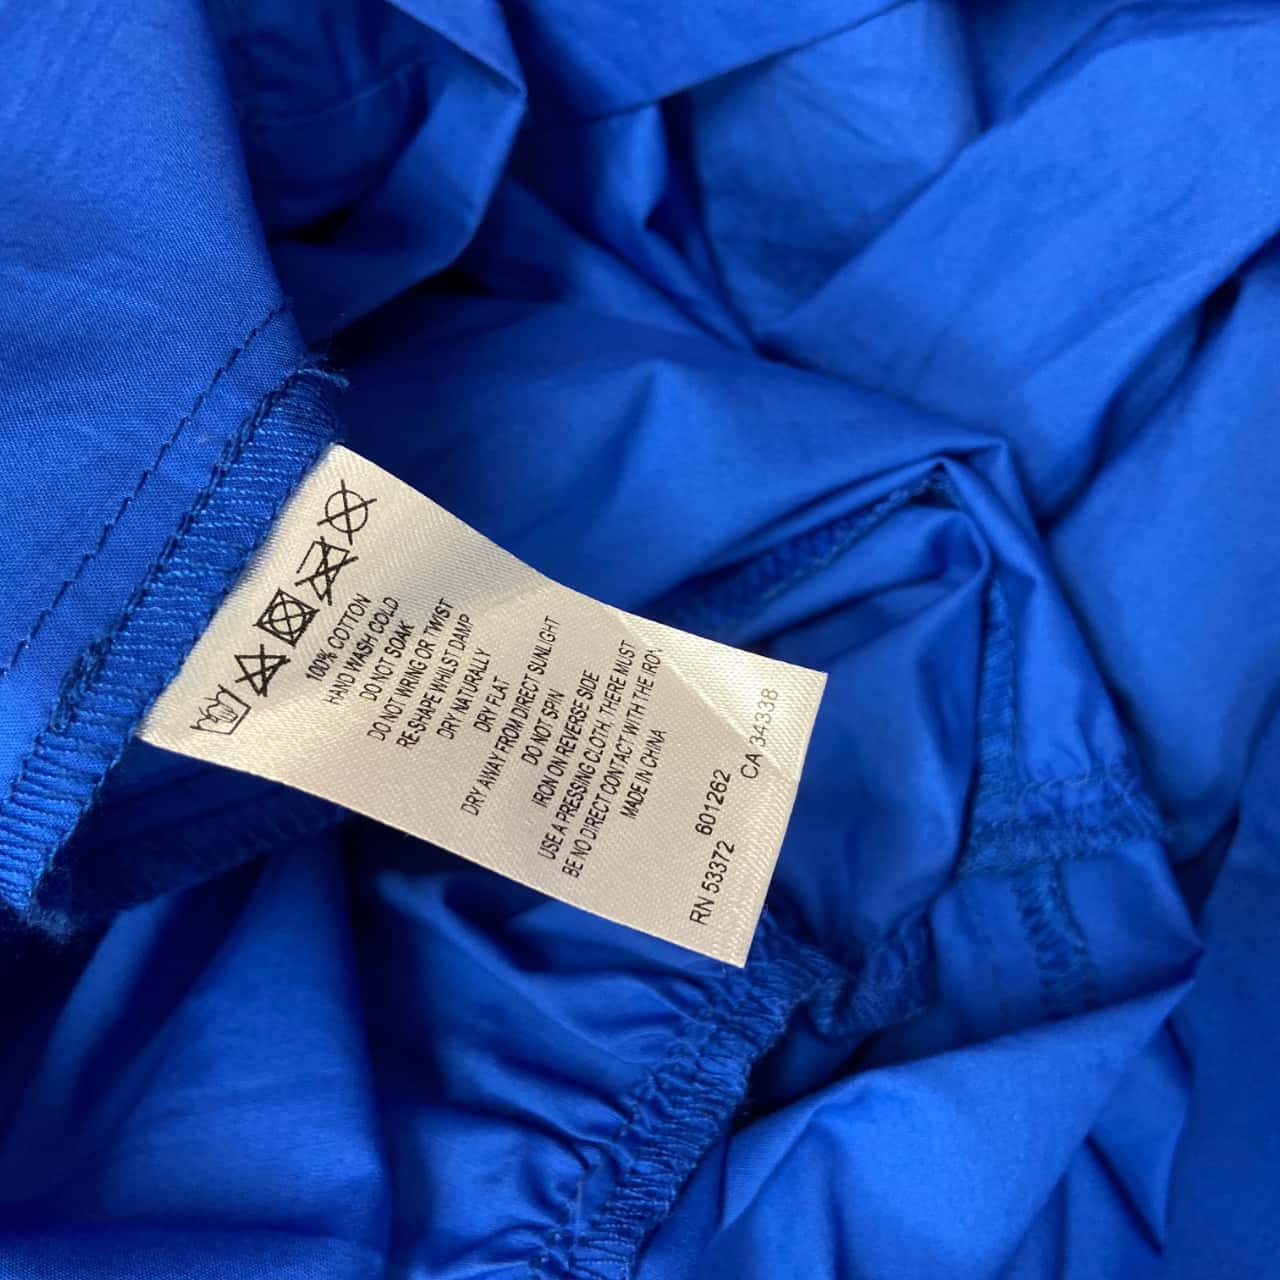 100% COTTON
HAND WASH COLD
DO NOT SOAK
DO NOT WRING OR TWIST
RESHAPE WHILST DAMP
DRY NATURALLY
DRY FLAT
DRY AWAY FROM DIRECT SUNLIGHT
DO NOT SPIN
IRON ON REVERSE SIDE
USE A PRESSING CLOTH. THERE MUST
BE NO DIRECT CONTACT WITH THE IRON
MADE IN CHINA
601262
RN 53372 CA 34338